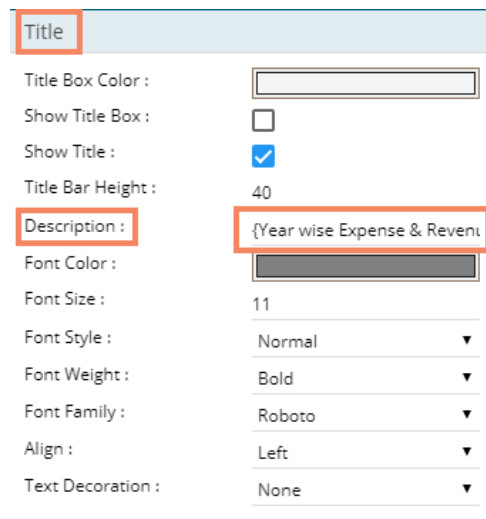 Title
Title Box Color :
Show Title Box :
Show Title :
Title Bar Height : 40
Description : {Year wise Expense & Revenu
Font Color :
Font Size : 11
Font Style : Normal
Font Weight : Bold
Font Family : Roboto
Align : Left
Text Decoration : None